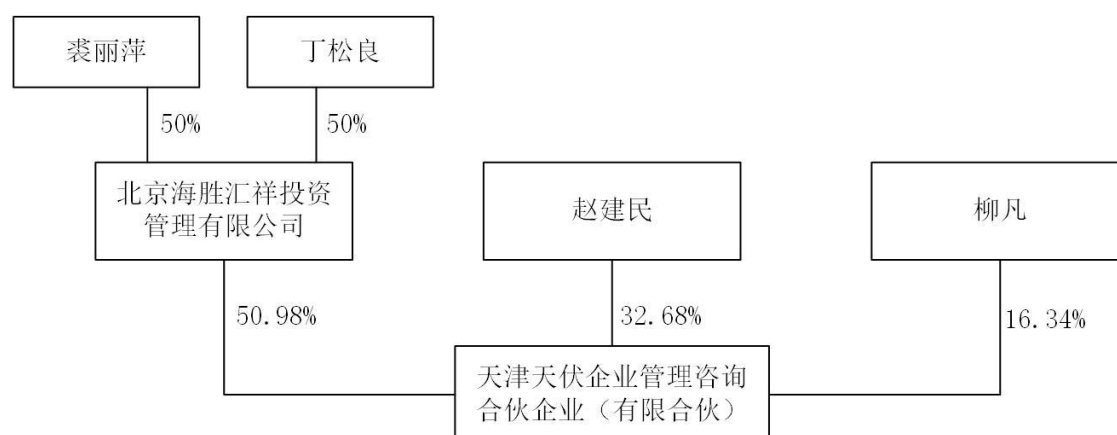 裘丽萍
丁松良
50%
50%
北京海胜汇祥投资
管理有限公司
赵建民
柳凡
50.98%
32.68%
16.34%
天津天伏企业管理咨询
合伙企业（有限合伙）